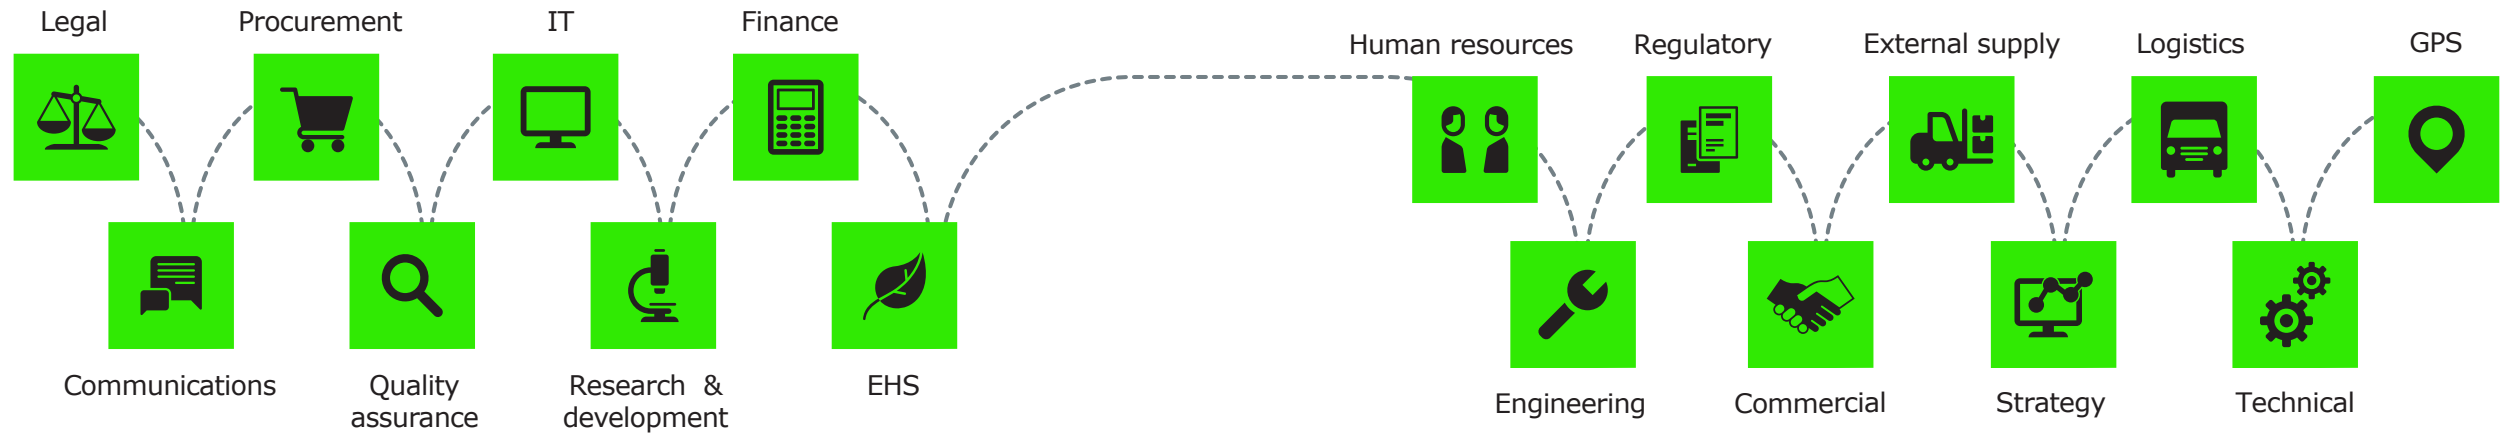 Legal
Procurement
IT
Finance
Human resources
Regulatory
External supply
Logistics
GPS
Communications
Quality
assurance
Research &
development
EHS
Engineering
Commercial
Strategy
Technical